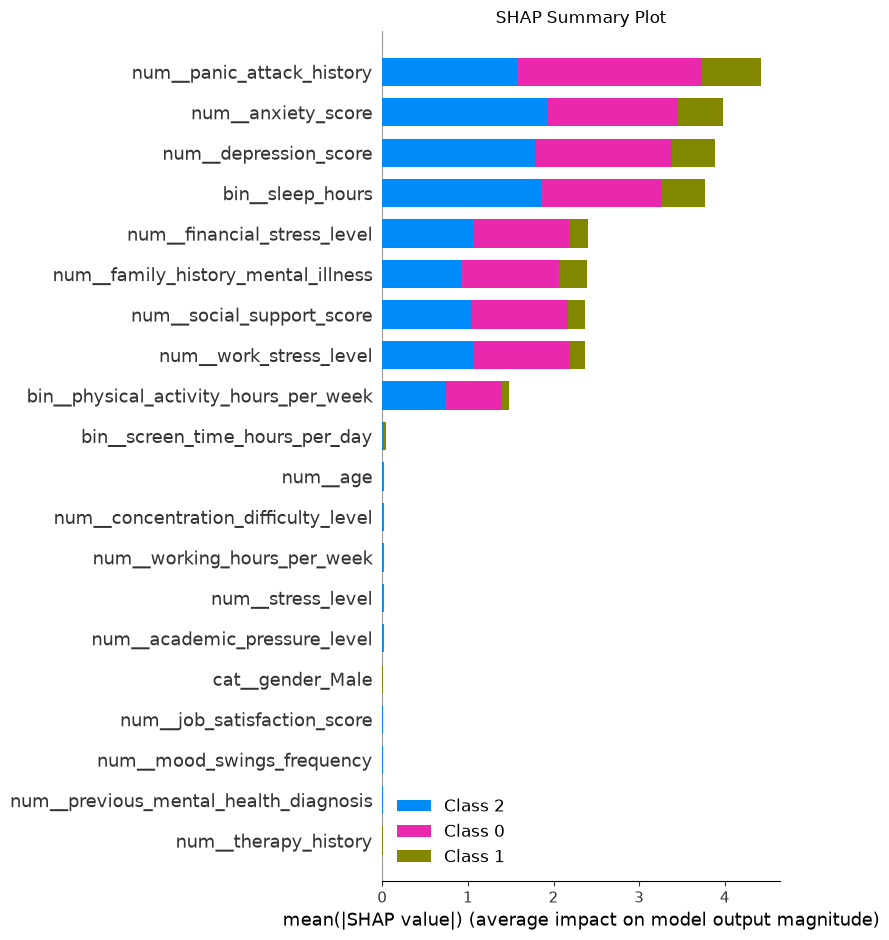 SHAP Summary Plot
num__panic_attack_history
num__anxiety_score
num__depression_score
bin__sleep_hours
num__financial_stress_level
num__family_history_mental_illness
num__social_support_score
num__work_stress_level
bin__physical_activity_hours_per_week
bin__screen_time_hours_per_day
num__age
num__concentration_difficulty_level
num__working_hours_per_week
num__stress_level
num__academic_pressure_level
cat__gender_Male
num__job_satisfaction_score
num__mood_swings_frequency
num__previous_mental_health_diagnosis
num__therapy_history
Class 2
Class 0
Class 1
0 1 2 3 4
mean(|SHAP value|) (average impact on model output magnitude)